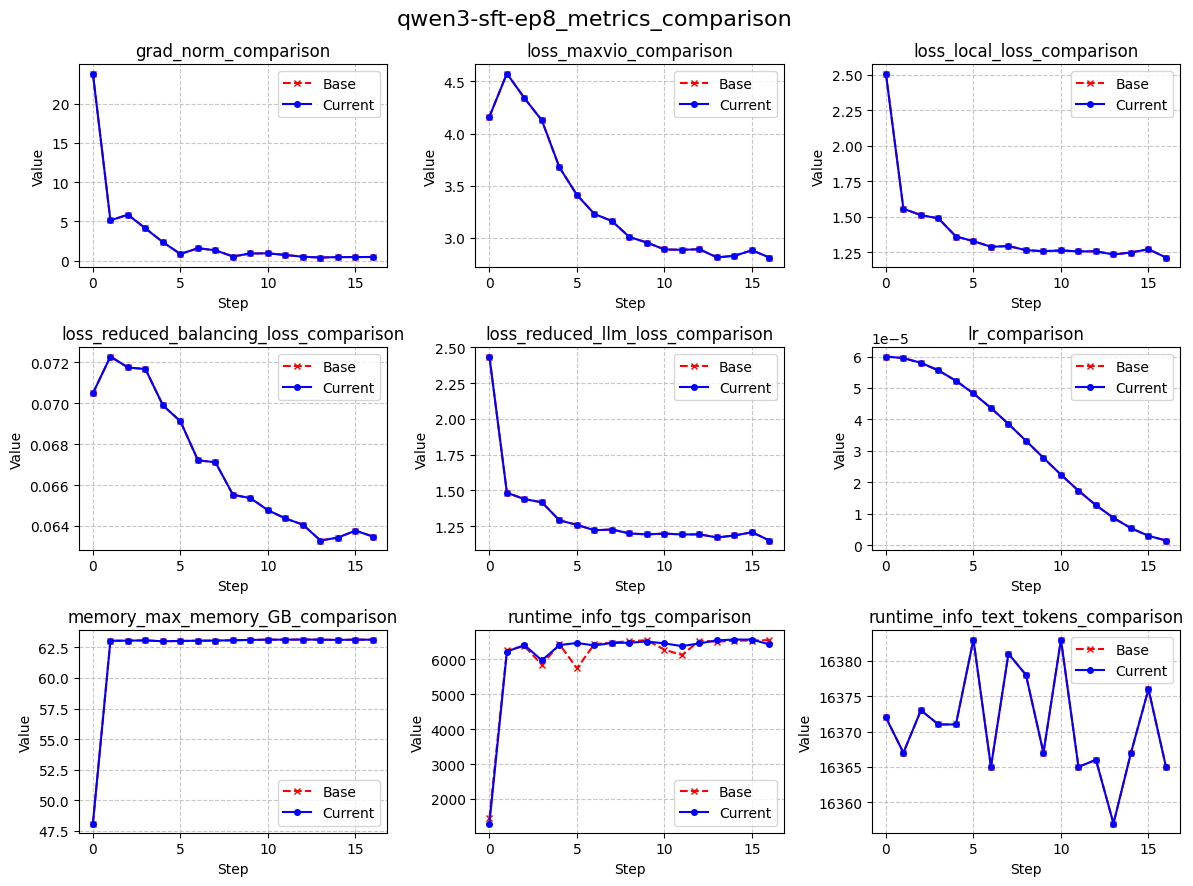 qwen3-sft-ep8_metrics_comparison
grad_norm_comparison
Value
20
15
10
5
0
0
5
10
15
Step
Base
Current
loss_maxvio_comparison
Value
4.5
4.0
3.5
3.0
0
5
10
15
Step
Base
Current
loss_local_loss_comparison
Value
2.50
2.25
2.00
1.75
1.50
1.25
0
5
10
15
Step
Base
Current
loss_reduced_balancing_loss_comparison
Value
0.072
0.070
0.068
0.066
0.064
0
5
10
15
Step
Base
Current
loss_reduced_llm_loss_comparison
Value
2.50
2.25
2.00
1.75
1.50
1.25
0
5
10
15
Step
Base
Current
lr_comparison
1e−5
Value
6
5
4
3
2
1
0
0
5
10
15
Step
Base
Current
memory_max_memory_GB_comparison
Value
62.5
60.0
57.5
55.0
52.5
50.0
47.5
0
5
10
15
Step
Base
Current
runtime_info_tgs_comparison
Value
6000
5000
4000
3000
2000
0
5
10
15
Step
Base
Current
runtime_info_text_tokens_comparison
Value
16380
16375
16370
16365
16360
0
5
10
15
Step
Base
Current